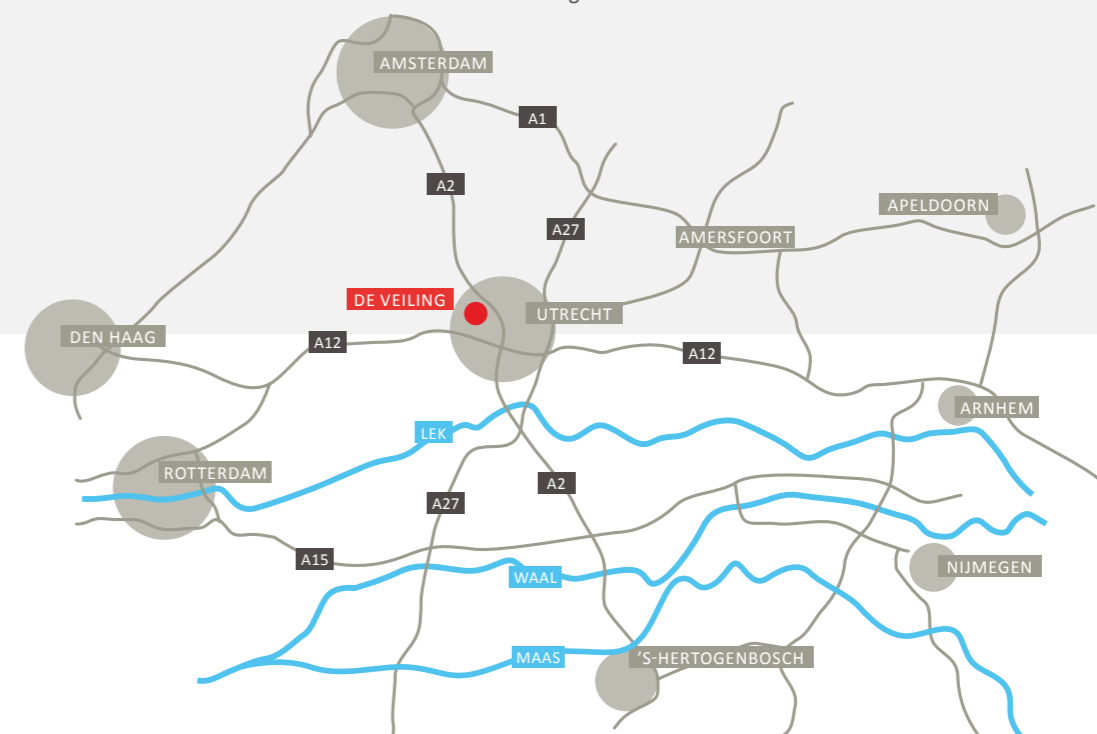 AMSTERDAM
A1
A2
APELDOORN
A27
AMERSFOORT
DE VEILING
UTRECHT
DEN HAAG
A12
A12
ARNHEM
LEK
ROTTERDAM
A2
A27
A15
NIJMEGEN
WAAL
MAAS
'S-HERTOGENBOSCH